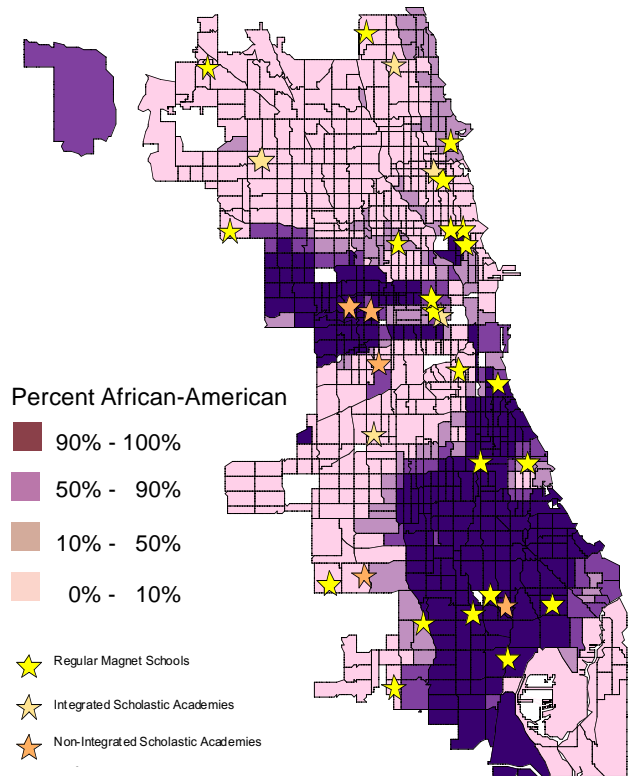 Percent African-American
90% - 100%
50% - 90%
10% - 50%
0% - 10%
Regular Magnet Schools
Integrated Scholastic Academies
Non-Integrated Scholastic Academies